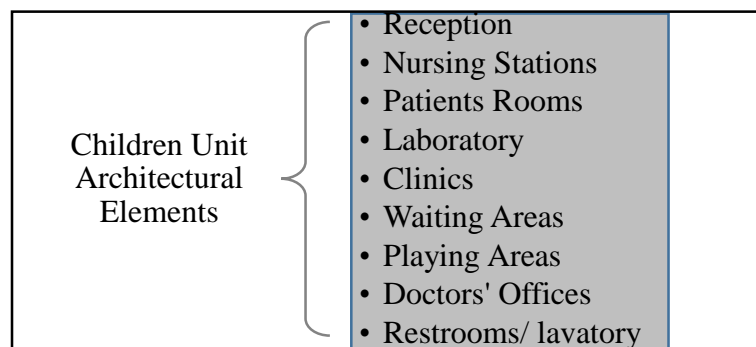 Children Unit
Architectural
Elements
• Reception
• Nursing Stations
• Patients Rooms
• Laboratory
• Clinics
• Waiting Areas
• Playing Areas
• Doctors' Offices
• Restrooms/ lavatory